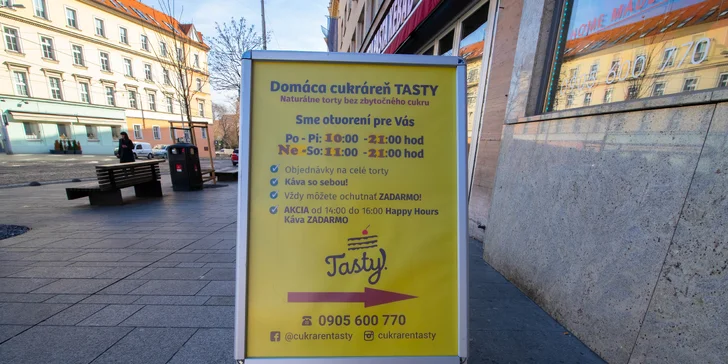 Domáca cukráreň TASTY
Naturálne torty bez zbytočného cukru
Sme otvorení pre Vás
Po - Pi: 10:00 - 21:00 hod
Ne - So: 11:00 - 21:00 hod
Objednávky na celé torty
Káva so sebou!
Vždy môžete ochutnať ZADARMO!
AKCIA od 14:00 do 16:00 Happy Hours
Káva ZADARMO
Tasty!
0905 600 770
@cukrarentasty @cukrarentasty